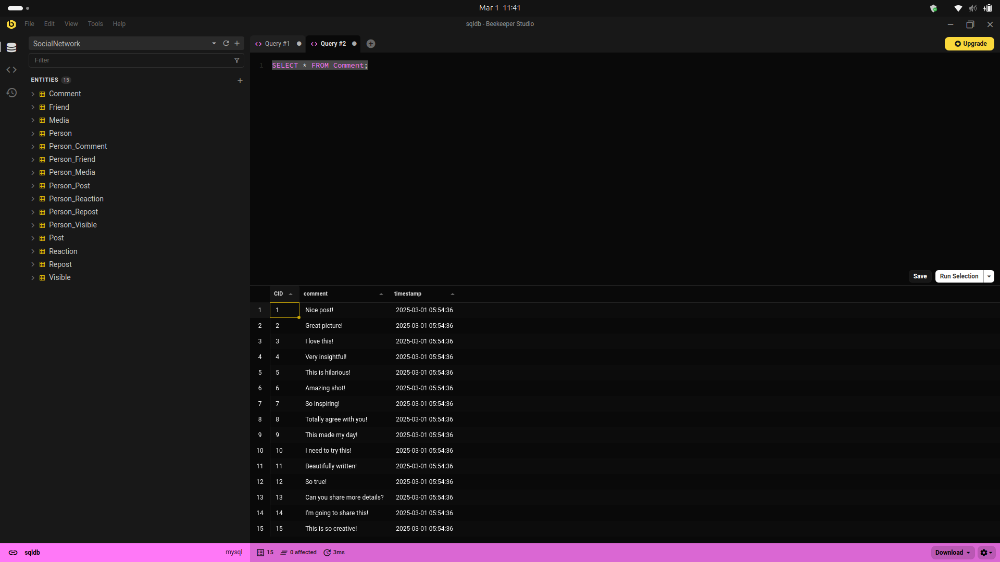 Mar 1 11:41
File Edit View Tools Help
sqldb - Beekeeper Studio
SocialNetwork
Query #1
Query #2
Upgrade
Filter
1 SELECT * FROM Comment;
ENTITIES 15
Comment
Friend
Media
Person
Person_Comment
Person_Friend
Person_Media
Person_Post
Person_Reaction
Person_Repost
Person_Visible
Post
Reaction
Repost
Visible
Save Run Selection
CID comment timestamp
1 1 Nice post! 2025-03-01 05:54:36
2 2 Great picture! 2025-03-01 05:54:36
3 3 I love this! 2025-03-01 05:54:36
4 4 Very insightful! 2025-03-01 05:54:36
5 5 This is hilarious! 2025-03-01 05:54:36
6 6 Amazing shot! 2025-03-01 05:54:36
7 7 So inspiring! 2025-03-01 05:54:36
8 8 Totally agree with you! 2025-03-01 05:54:36
9 9 This made my day! 2025-03-01 05:54:36
10 10 I need to try this! 2025-03-01 05:54:36
11 11 Beautifully written! 2025-03-01 05:54:36
12 12 So true! 2025-03-01 05:54:36
13 13 Can you share more details? 2025-03-01 05:54:36
14 14 I'm going to share this! 2025-03-01 05:54:36
15 15 This is so creative! 2025-03-01 05:54:36
sqldb mysql 15 0 affected 3ms Download